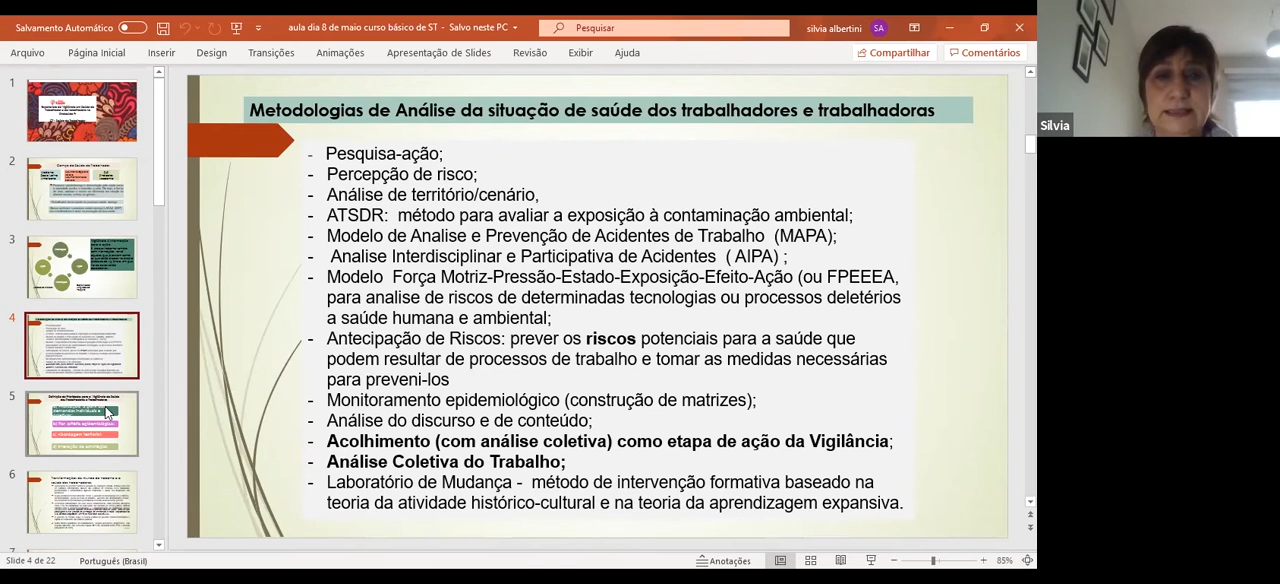 Salvamento Automático
aula dia 8 de maio curso básico de ST - Salvo neste PC
Pesquisar
silvia albertini
SA
Arquivo
Página Inicial
Inserir
Design
Transições
Animações
Apresentação de Slides
Revisão
Exibir
Ajuda
Compartilhar
Comentários
1
2
3
4
5
6
Metodologias de Análise da situação de saúde dos trabalhadores e trabalhadoras
- Pesquisa-ação;
- Percepção de risco;
- Análise de território/cenário;
- ATSDR: método para avaliar a exposição à contaminação ambiental;
- Modelo de Analise e Prevenção de Acidentes de Trabalho (MAPA);
- Analise Interdisciplinar e Participativa de Acidentes ( AIPA) ;
- Modelo Força Motriz-Pressão-Estado-Exposição-Efeito-Ação (ou FPEEEA,
para analise de riscos de determinadas tecnologias ou processos deletérios
a saúde humana e ambiental;
- Antecipação de Riscos: prever os riscos potenciais para a saúde que
podem resultar de processos de trabalho e tomar as medidas necessárias
para preveni-los
- Monitoramento epidemiológico (construção de matrizes);
- Análise do discurso e de conteúdo;
- Acolhimento (com análise coletiva) como etapa de ação da Vigilância;
- Análise Coletiva do Trabalho;
- Laboratório de Mudança - método de intervenção formativa baseado na
teoria da atividade histórico-cultural e na teoria da aprendizagem expansiva.
Silvia
Slide 4 de 22
Português (Brasil)
Anotações
85%